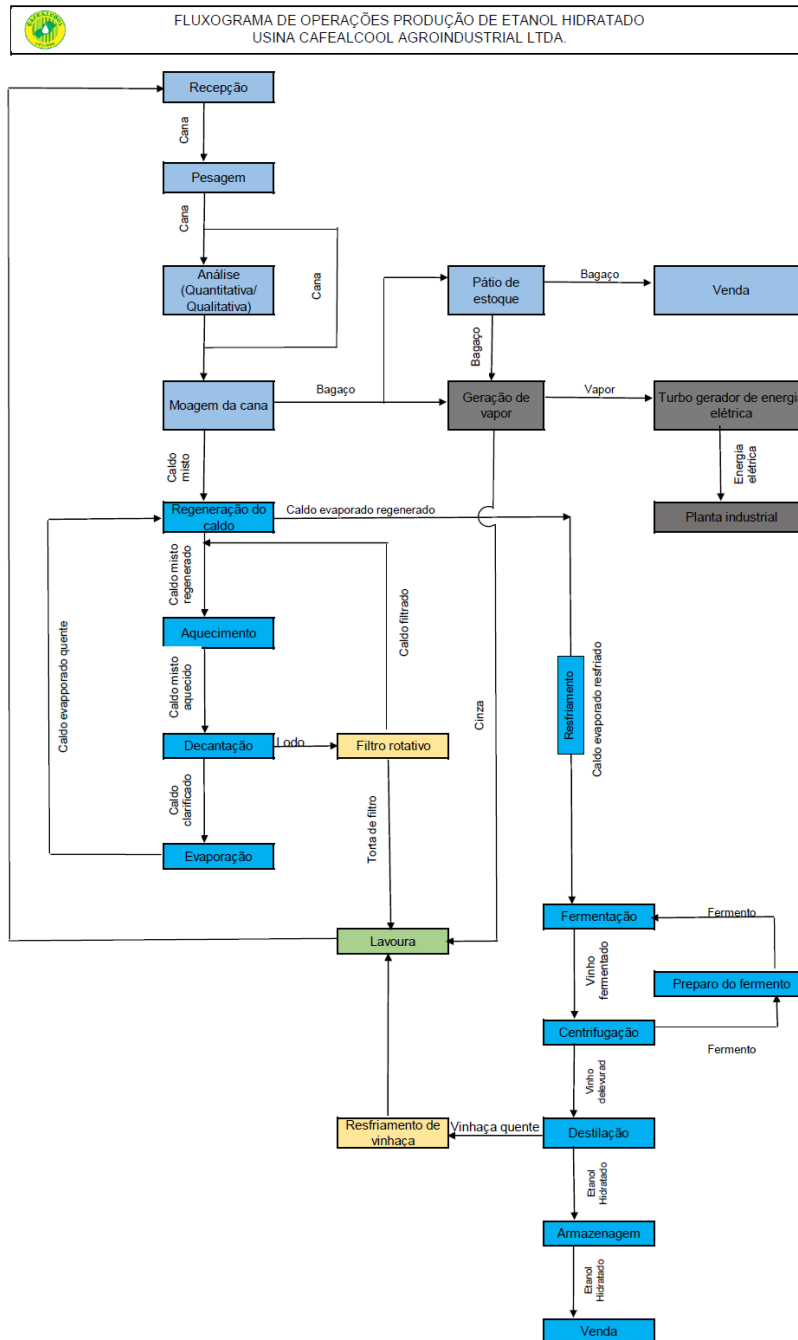 FLUXOGRAMA DE OPERAÇÕES PRODUÇÃO DE ETANOL HIDRATADO
USINA CAFEALCOOL AGROINDUSTRIAL LTDA.
CAFEALCOOL
Recepção
Cana
Pesagem
Cana
Análise
(Quantitativa/
Qualitativa)
Cana
Pátio de
estoque
Bagaço
Venda
Bagaço
Moagem da cana
Bagaço
Geração de
vapor
Vapor
Turbo gerador de energia
elétrica
Caldo
misto
Energia
elétrica
Regeneração do
caldo
Caldo evaporado regenerado
Planta industrial
Caldo misto
regenerado
Caldo filtrado
Aquecimento
Caldo evapporado quente
Caldo misto
aquecido
Cinza
Resfriamento
Caldo evaporado resfriado
Decantação
Lodo
Filtro rotativo
Caldo
clarificado
Torta de filtro
Evaporação
Fermentação
Fermento
Lavoura
Vinho
fermentado
Preparo do fermento
Centrifugação
Fermento
Vinho
delevurad
Resfriamento de
vinhaça
Vinhaça quente
Destilação
Etanol
Hidratado
Armazenagem
Etanol
Hidratado
Venda